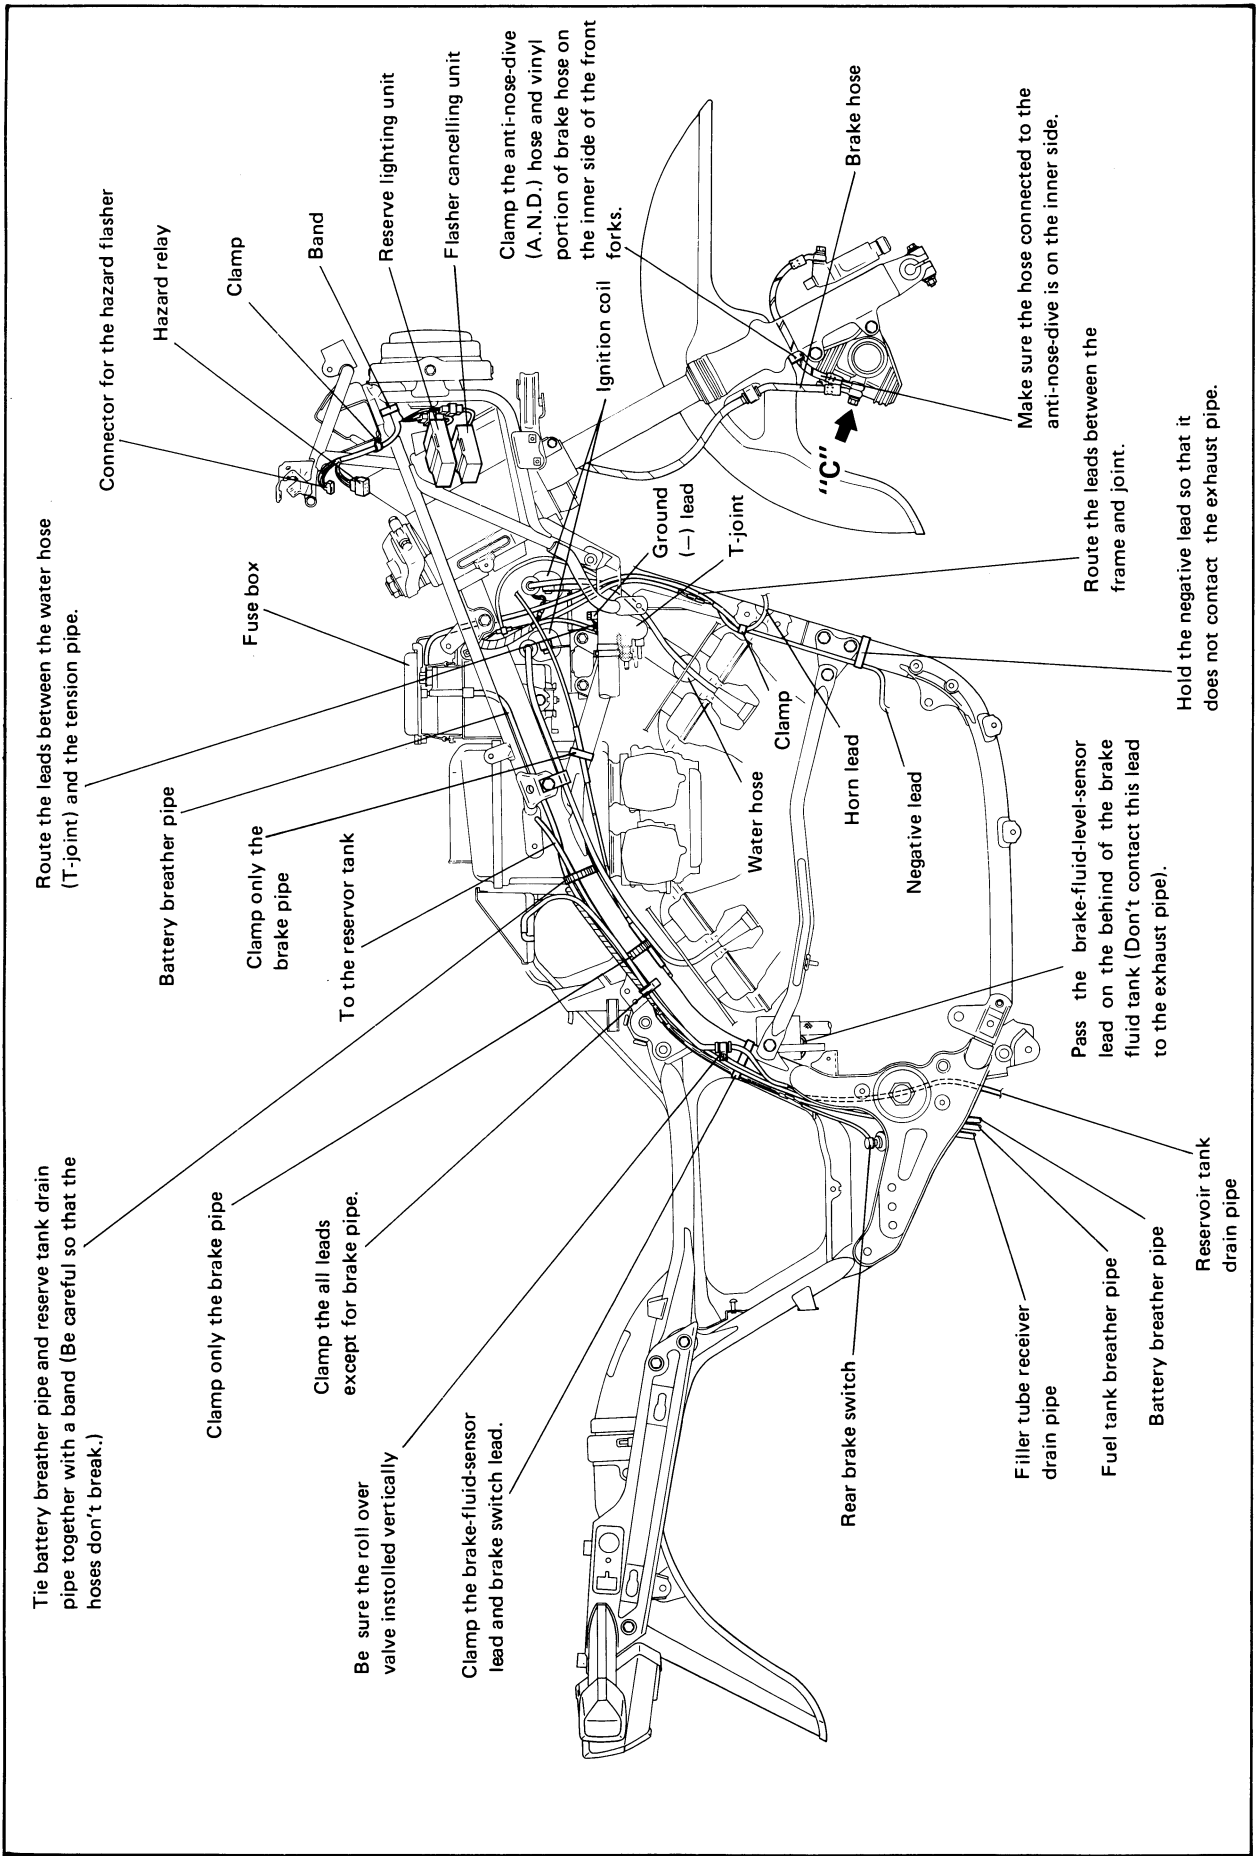 Tie battery breather pipe and reserve tank drain
pipe together with a band (Be careful so that the
hoses don't break.)
Route the leads between the water hose
(T-joint) and the tension pipe.
Connector for the hazard flasher
Hazard relay
Clamp
Band
Reserve lighting unit
Flasher cancelling unit
Clamp the anti-nose-dive
(A.N.D.) hose and vinyl
portion of brake hose on
the inner side of the front
forks.
Fuse box
Battery breather pipe
Clamp only the
brake pipe
To the reservor tank
Clamp only the brake pipe
Clamp the all leads
except for brake pipe.
Be sure the roll over
valve instolled vertically
Clamp the brake-fluid-sensor
lead and brake switch lead.
Ignition coil
Ground
(—) lead
T-joint
"C"
Brake hose
Make sure the hose connected to the
anti-nose-dive is on the inner side.
Route the leads between the
frame and joint.
Hold the negative lead so that it
does not contact the exhaust pipe.
Water hose
Clamp
Horn lead
Negative lead
Pass the brake-fluid-level-sensor
lead on the behind of the brake
fluid tank (Don't contact this lead
to the exhaust pipe).
Rear brake switch
Filler tube receiver
drain pipe
Fuel tank breather pipe
Battery breather pipe
Reservoir tank
drain pipe